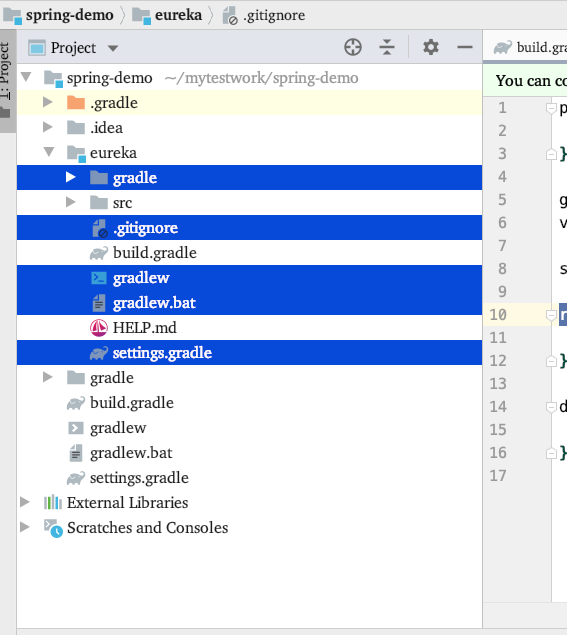 spring-demo eureka .gitignore
1: Project
Project
build.gra
spring-demo ~/mytestwork/spring-demo
You can co
.gradle
.idea
eureka
gradle
src
.gitignore
build.gradle
gradlew
gradlew.bat
HELP.md
settings.gradle
gradle
build.gradle
gradlew
gradlew.bat
settings.gradle
External Libraries
Scratches and Consoles
1 p
2
3 }
4
5 g
6 v
7
8 s
9
10 r
11
12 }
13
14 d
15
16 }
17